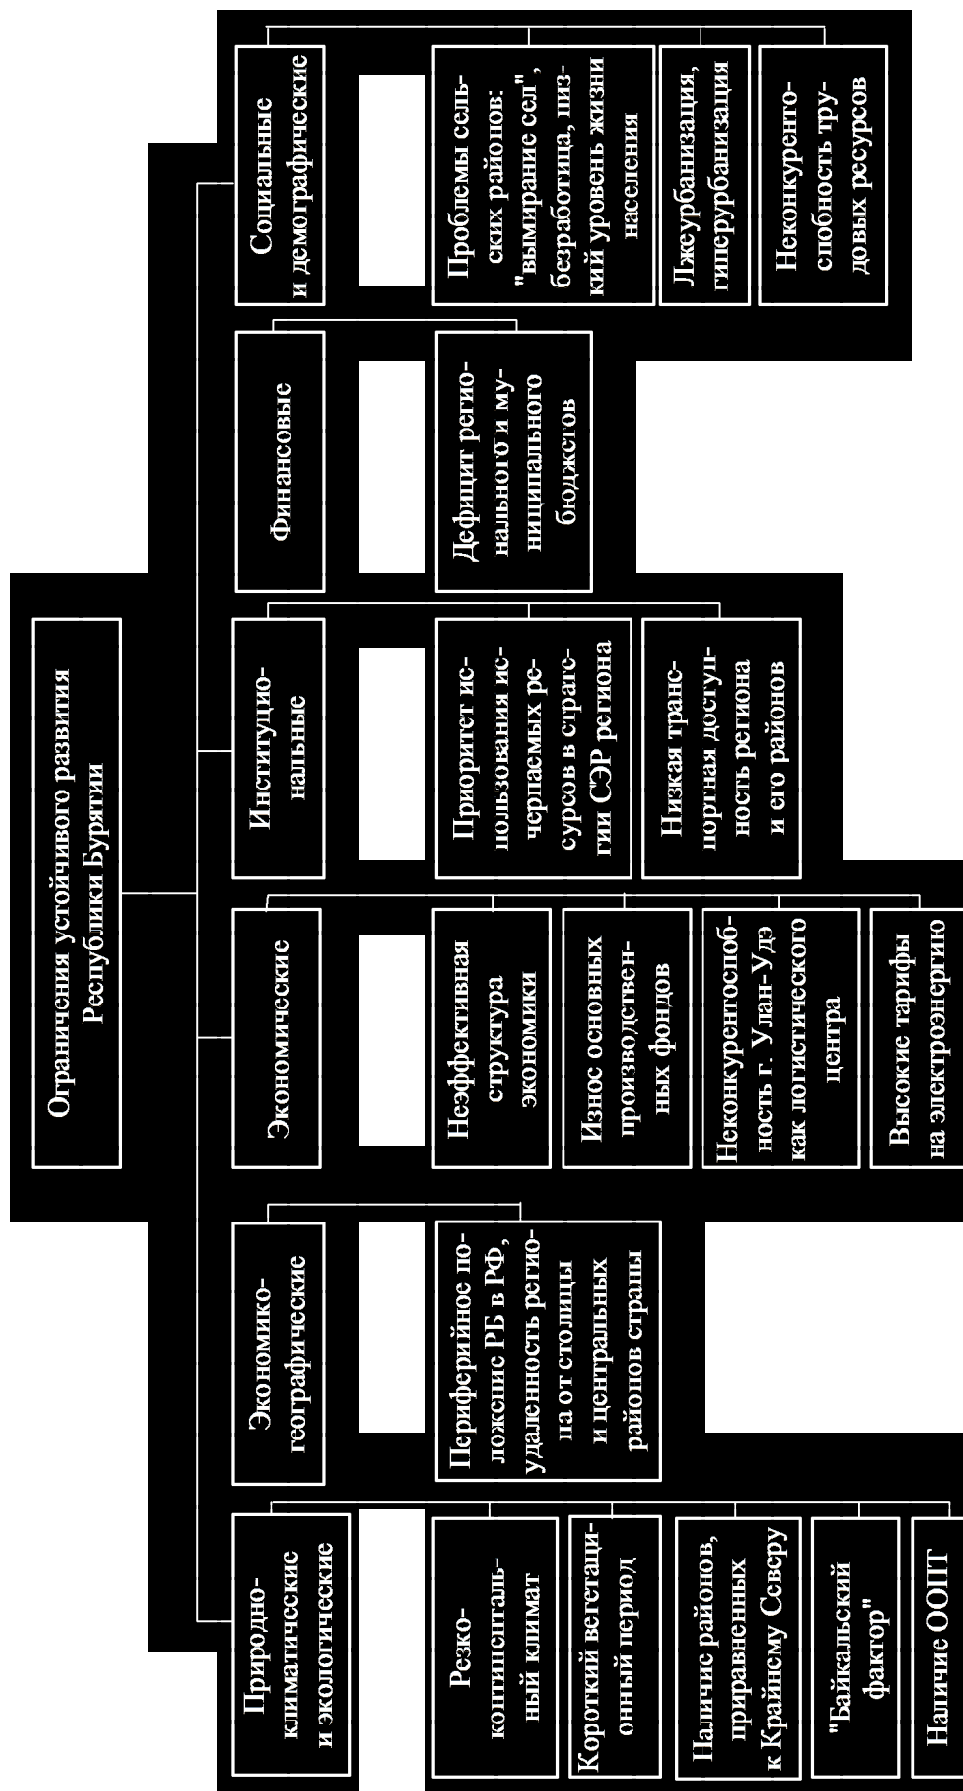 Ограничения устойчивого развития
Республики Бурятии
Природно-
климатические
и экологические
Резко-
континенталь-
ный климат
Короткий вегетаци-
онный период
Наличие районов,
приравненных
к Крайнему Северу
"Байкальский
фактор"
Наличие ООПТ
Экономико-
географические
Периферийное по-
ложение РБ в РФ,
удаленность регио-
на от столицы
и центральных
районов страны
Экономические
Неэффективная
структура
экономики
Износ основных
производствен-
ных фондов
Неконкурентоспоб-
ность г. Улан-Удэ
как логистического
центра
Высокие тарифы
на электроэнергию
Институцио-
нальные
Приоритет ис-
пользования ис-
черпаемых ре-
сурсов в страте-
гии СЭР региона
Низкая транс-
портная доступ-
ность региона
и его районов
Финансовые
Дефицит регио-
нального и му-
ниципального
бюджетов
Социальные
и демографические
Проблемы сель-
ских районов:
"вымирание сел",
безработица, низ-
кий уровень жизни
населения
Лжеурбанизация,
гиперурбанизация
Неконкуренто-
спобность тру-
довых ресурсов